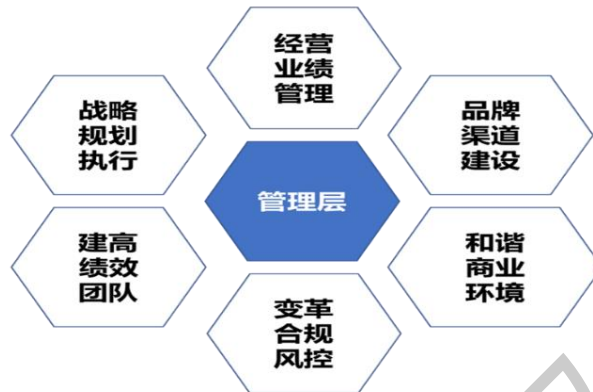 经营
业绩
管理
战略
规划
执行
品牌
渠道
建设
管理层
建高
绩效
团队
和谐
商业
环境
变革
合规
风控